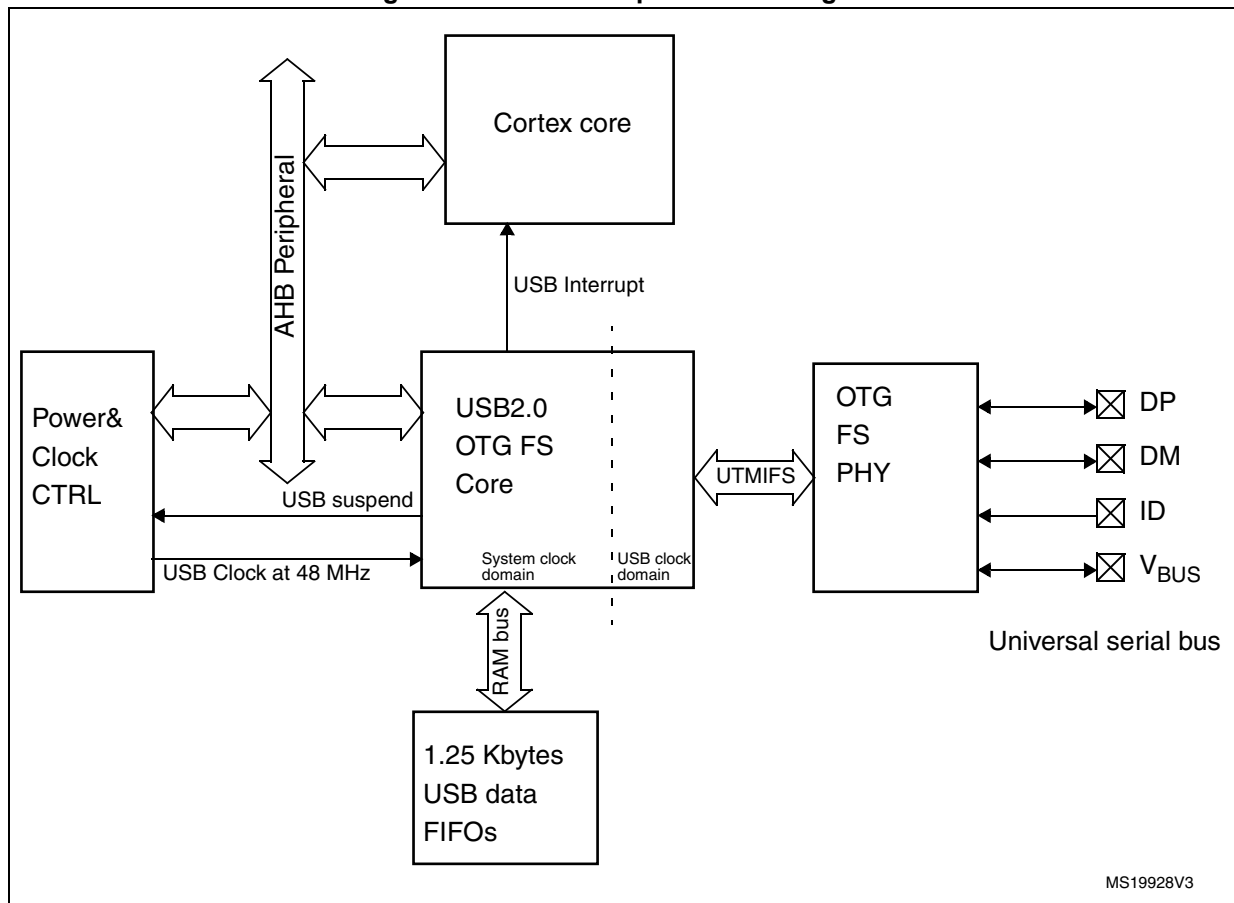 Cortex core
AHB Peripheral
USB Interrupt
Power&
Clock
CTRL
USB2.0
OTG FS
Core
OTG
FS
PHY
DP
DM
ID
VBUS
UTMIFS
USB suspend
USB Clock at 48 MHz
System clock
domain
USB clock
domain
Universal serial bus
RAM bus
1.25 Kbytes
USB data
FIFOs
MS19928V3